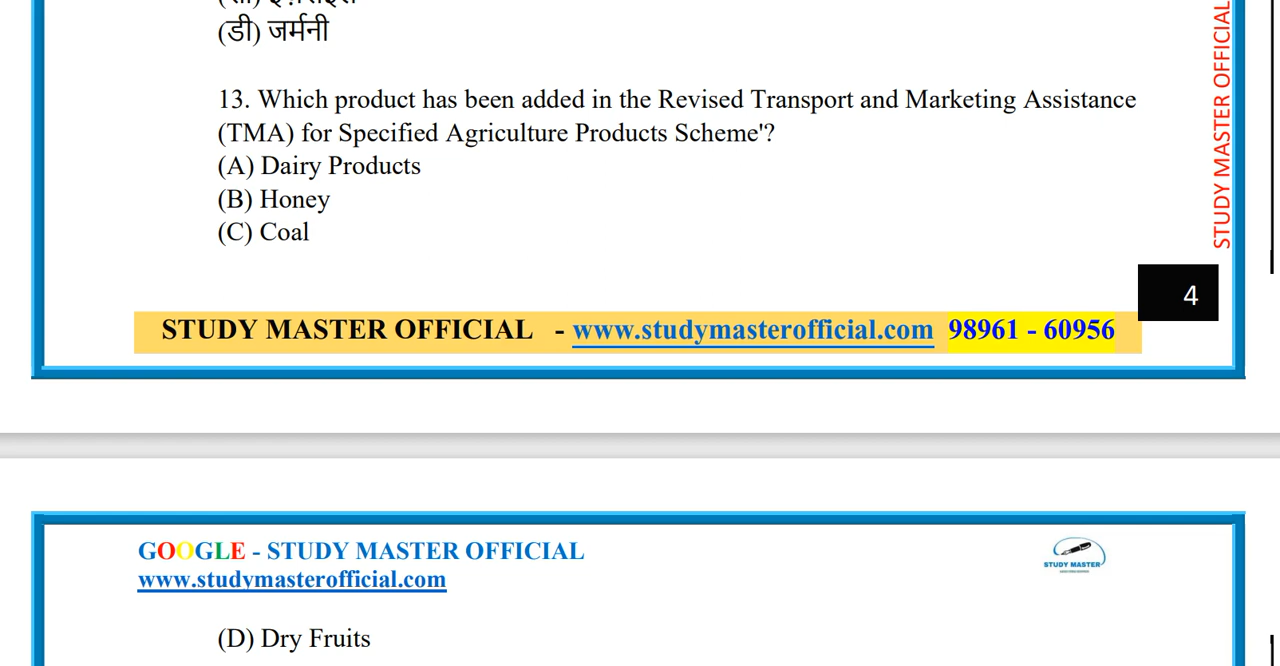 (डी) जर्मनी
13. Which product has been added in the Revised Transport and Marketing Assistance
(TMA) for Specified Agriculture Products Scheme'?
(A) Dairy Products
(B) Honey
(C) Coal
STUDY MASTER OFFICIAL
4
STUDY MASTER OFFICIAL - www.studymasterofficial.com 98961 - 60956
GOOGLE - STUDY MASTER OFFICIAL
www.studymasterofficial.com
STUDY MASTER
(D) Dry Fruits